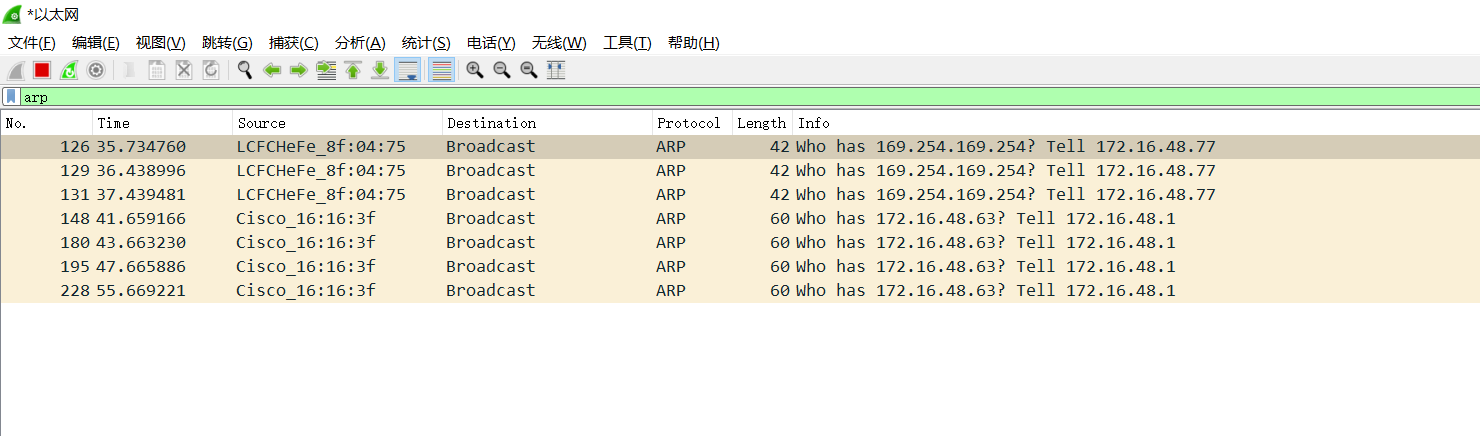 *以太网
文件(F) 编辑(E) 视图(V) 跳转(G) 捕获(C) 分析(A) 统计(S) 电话(Y) 无线(W) 工具(T) 帮助(H)
arp
No. Time Source Destination Protocol Length Info
126 35.734760 LCFCHeFe_8f:04:75 Broadcast ARP 42 Who has 169.254.169.254? Tell 172.16.48.77
129 36.438996 LCFCHeFe_8f:04:75 Broadcast ARP 42 Who has 169.254.169.254? Tell 172.16.48.77
131 37.439481 LCFCHeFe_8f:04:75 Broadcast ARP 42 Who has 169.254.169.254? Tell 172.16.48.77
148 41.659166 Cisco_16:16:3f Broadcast ARP 60 Who has 172.16.48.63? Tell 172.16.48.1
180 43.663230 Cisco_16:16:3f Broadcast ARP 60 Who has 172.16.48.63? Tell 172.16.48.1
195 47.665886 Cisco_16:16:3f Broadcast ARP 60 Who has 172.16.48.63? Tell 172.16.48.1
228 55.669221 Cisco_16:16:3f Broadcast ARP 60 Who has 172.16.48.63? Tell 172.16.48.1